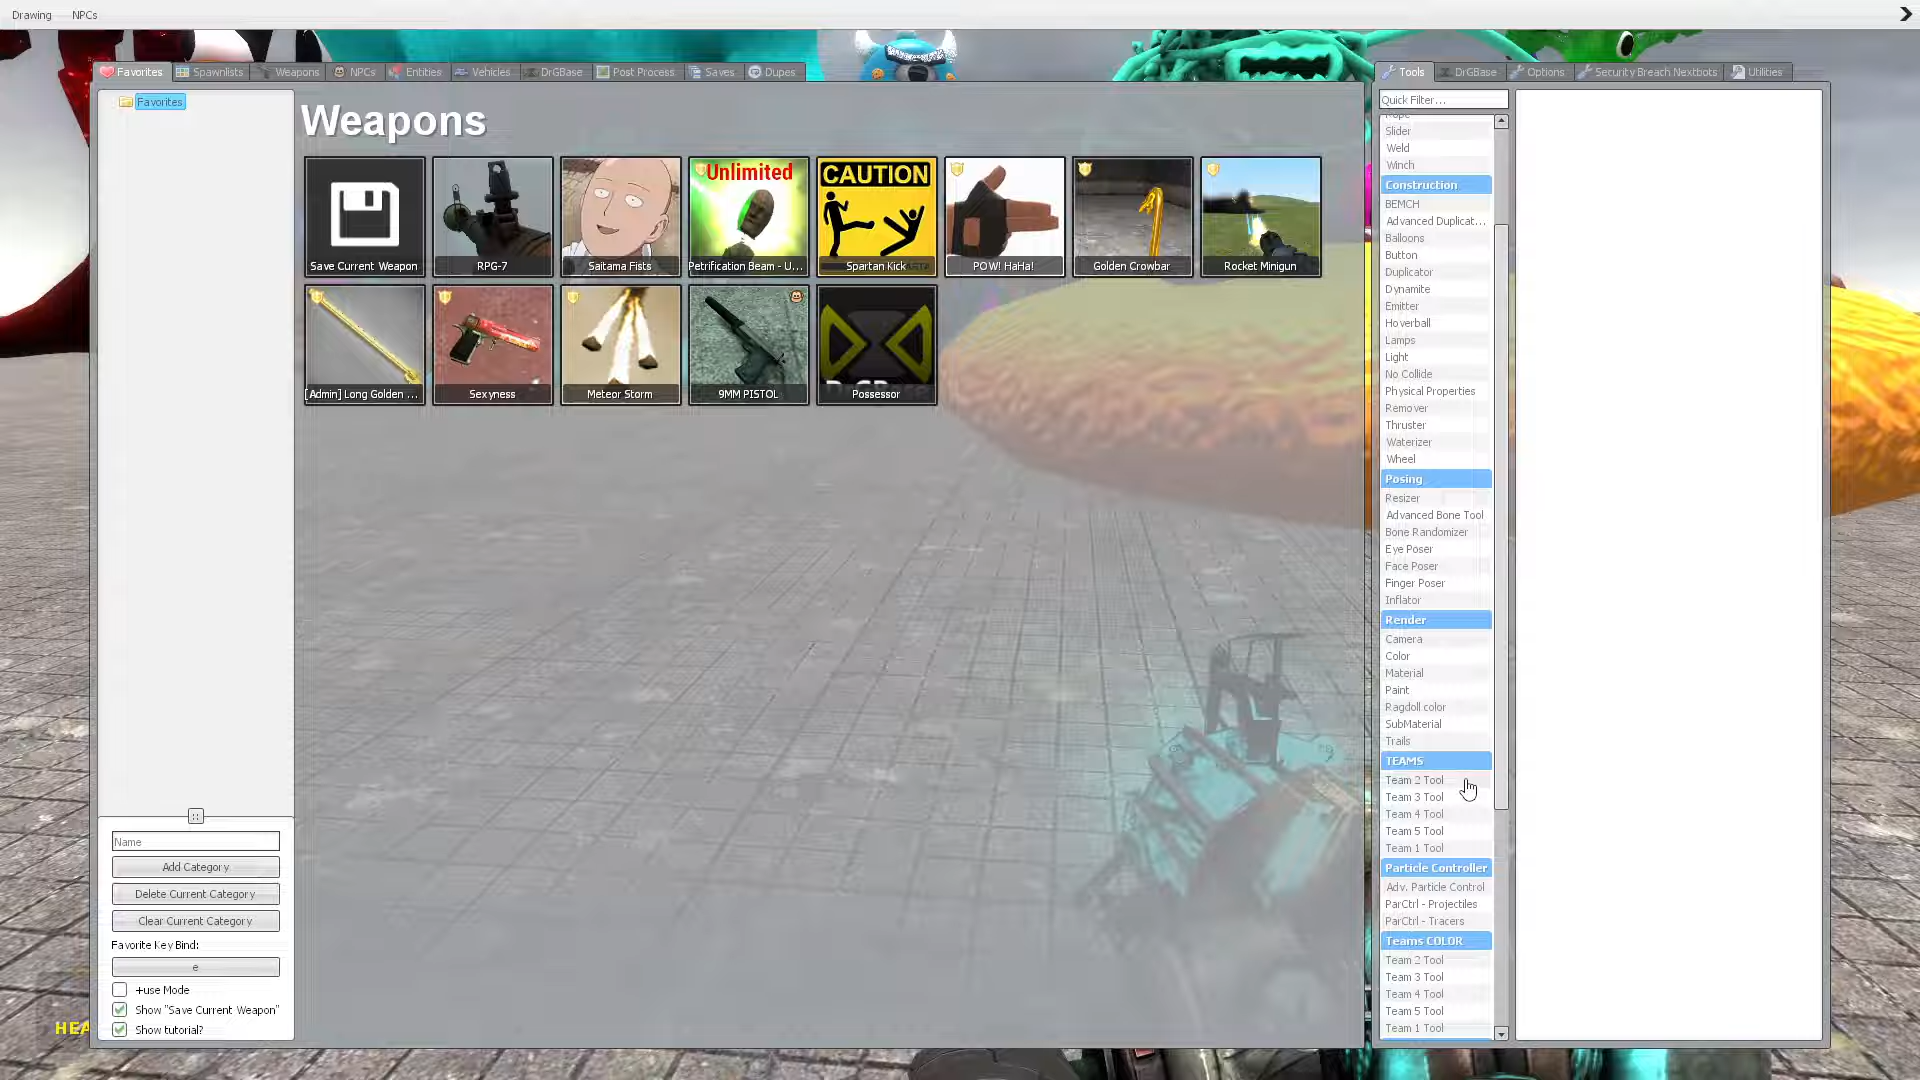 Drawing NPCs
Favorites Spawnlists Weapons NPCs Entities Vehicles DrGBase Post Process Saves Dupes
Favorites
Weapons
Unlimited
CAUTION
Save Current Weapon RPG-7 Saitama Fists Petrification Beam - U... Spartan Kick POW! HaHa! Golden Crowbar Rocket Minigun
[Admin] Long Golden ... Sexyness Meteor Storm 9MM PISTOL Possessor
Name
Add Category
Delete Current Category
Clear Current Category
Favorite Key Bind:
e
+use Mode
Show "Save Current Weapon"
Show tutorial?
HEA
Tools DrGBase Options Security Breach Nextbots Utilities
Quick Filter...
Rope
Slider
Weld
Winch
Construction
BEMCH
Advanced Duplicat...
Balloons
Button
Duplicator
Dynamite
Emitter
Hoverball
Lamps
Light
No Collide
Physical Properties
Remover
Thruster
Waterizer
Wheel
Posing
Resizer
Advanced Bone Tool
Bone Randomizer
Eye Poser
Face Poser
Finger Poser
Inflator
Render
Camera
Color
Material
Paint
Ragdoll color
SubMaterial
Trails
TEAMS
Team 2 Tool
Team 3 Tool
Team 4 Tool
Team 5 Tool
Team 1 Tool
Particle Controller
Adv. Particle Control
ParCtrl - Projectiles
ParCtrl - Tracers
Teams COLOR
Team 2 Tool
Team 3 Tool
Team 4 Tool
Team 5 Tool
Team 1 Tool